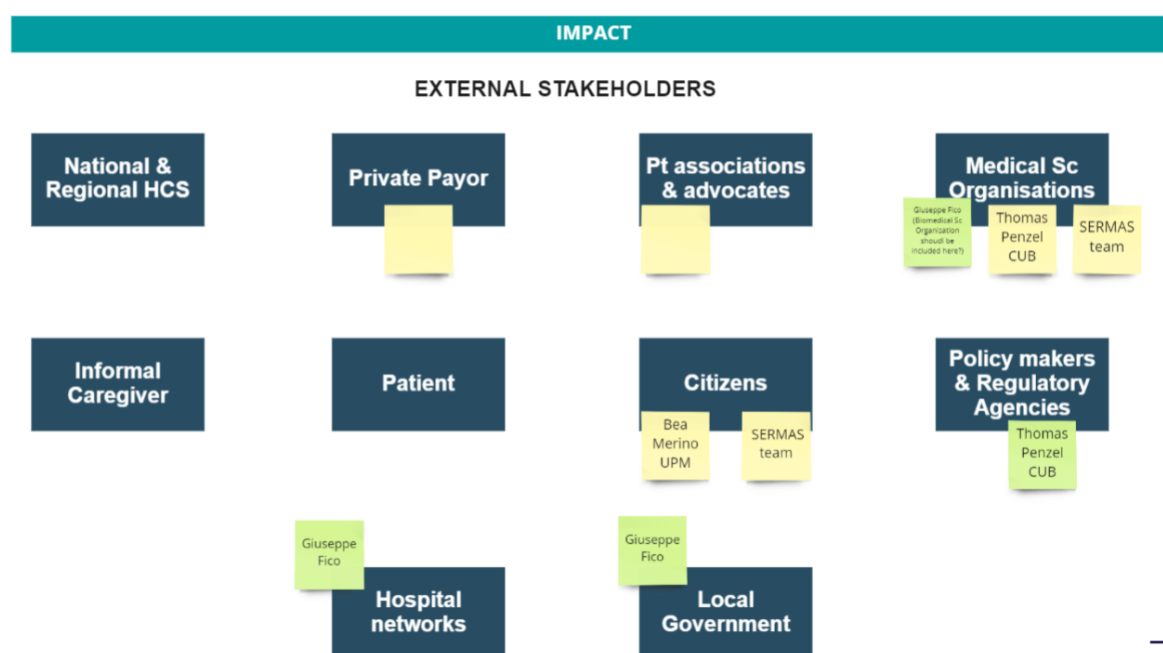 IMPACT
EXTERNAL STAKEHOLDERS
National &
Regional HCS
Private Payor
Pt associations
& advocates
Medical Sc
Organisations
Giuseppe Fico
(Biomedical Sc
Organization
shoudl be
included here?)
Thomas
Penzel
CUB
SERMAS
team
Informal
Caregiver
Patient
Citizens
Bea
Merino
UPM
SERMAS
team
Policy makers
& Regulatory
Agencies
Thomas
Penzel
CUB
Giuseppe
Fico
Hospital
networks
Giuseppe
Fico
Local
Government